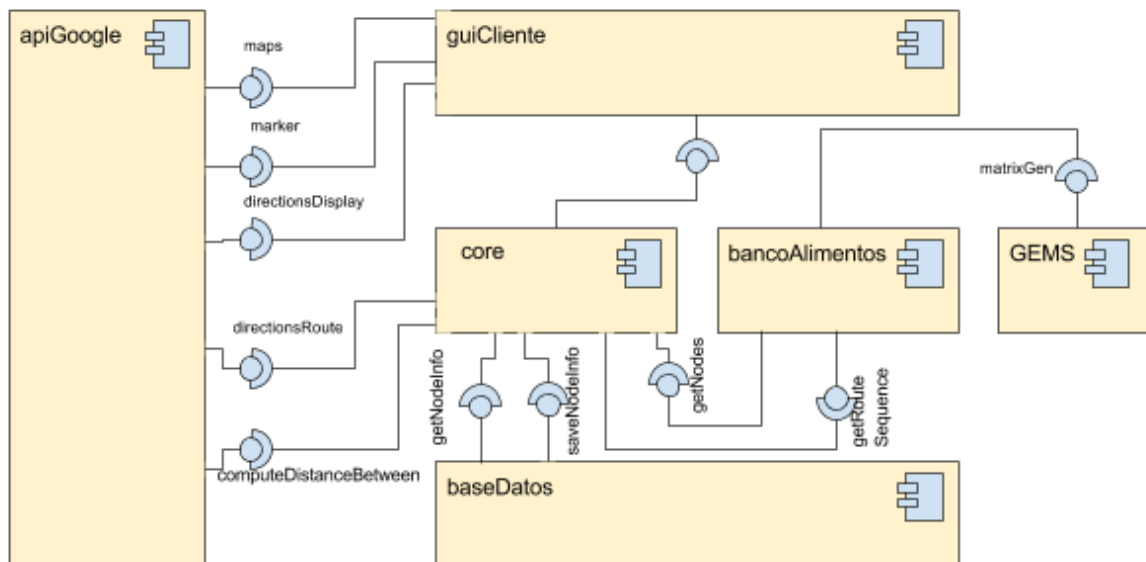 apiGoogle
guiCliente
maps
marker
matrixGen
directionsDisplay
core
bancoAlimentos
GEMS
directionsRoute
getNodeInfo
saveNodeInfo
getNodes
getRoute
Sequence
computeDistanceBetween
baseDatos